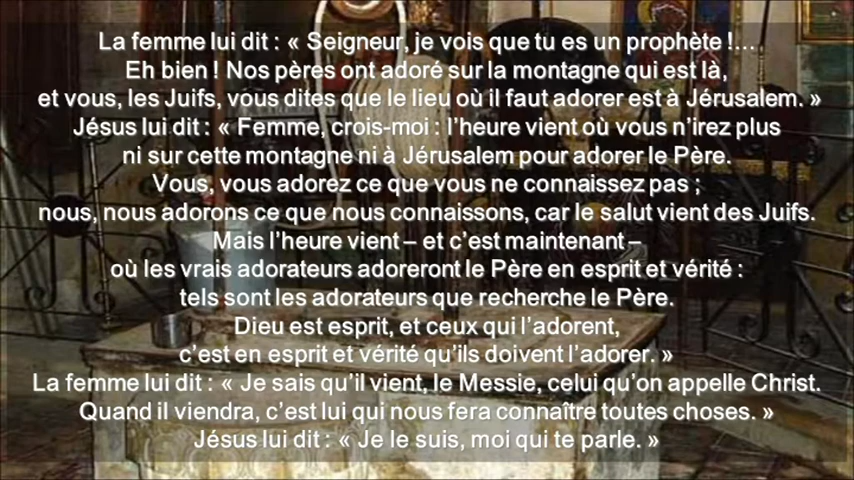 La femme lui dit : « Seigneur, je vois que tu es un prophète !…
Eh bien ! Nos pères ont adoré sur la montagne qui est là,
et vous, les Juifs, vous dites que le lieu où il faut adorer est à Jérusalem. »
Jésus lui dit : « Femme, crois-moi : l’heure vient où vous n’irez plus
ni sur cette montagne ni à Jérusalem pour adorer le Père.
Vous, vous adorez ce que vous ne connaissez pas ;
nous, nous adorons ce que nous connaissons, car le salut vient des Juifs.
Mais l’heure vient – et c’est maintenant –
où les vrais adorateurs adoreront le Père en esprit et vérité :
tels sont les adorateurs que recherche le Père.
Dieu est esprit, et ceux qui l’adorent,
c’est en esprit et vérité qu’ils doivent l’adorer. »
La femme lui dit : « Je sais qu’il vient, le Messie, celui qu’on appelle Christ.
Quand il viendra, c’est lui qui nous fera connaître toutes choses. »
Jésus lui dit : « Je le suis, moi qui te parle. »